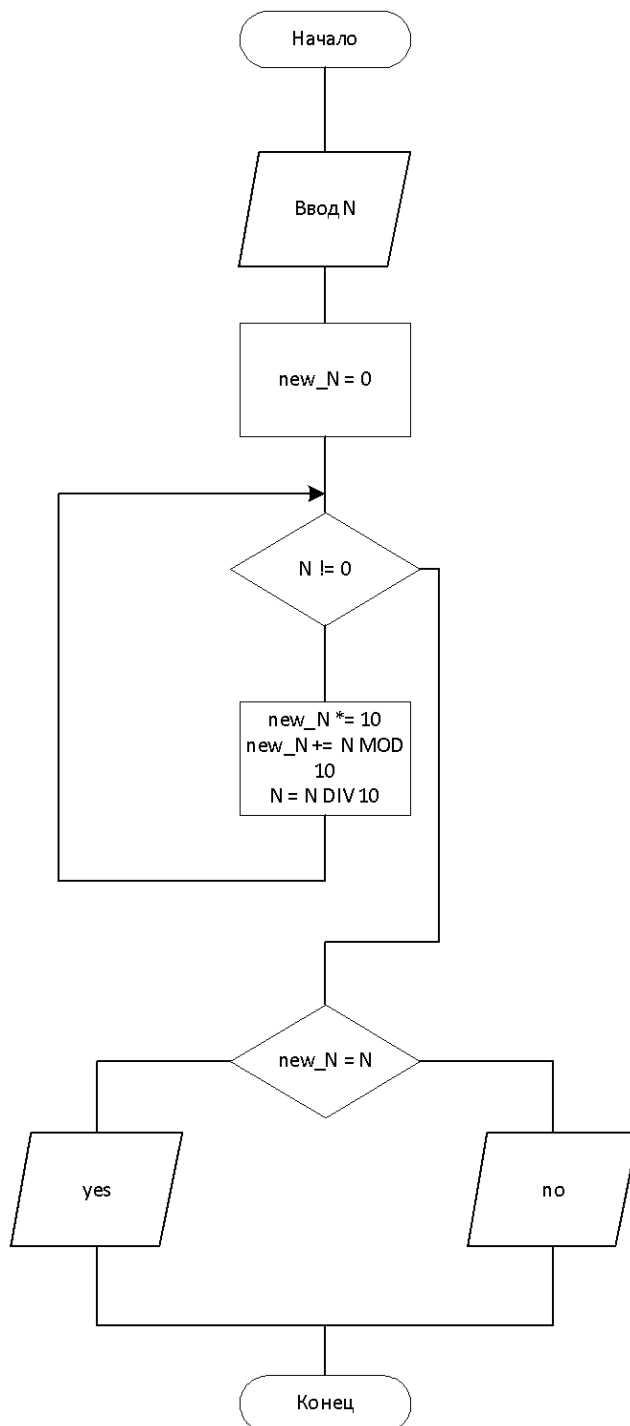 Начало
Ввод N
new_N = 0
N != 0
new_N *= 10
new_N += N MOD
10
N = N DIV 10
new_N = N
yes
no
Конец